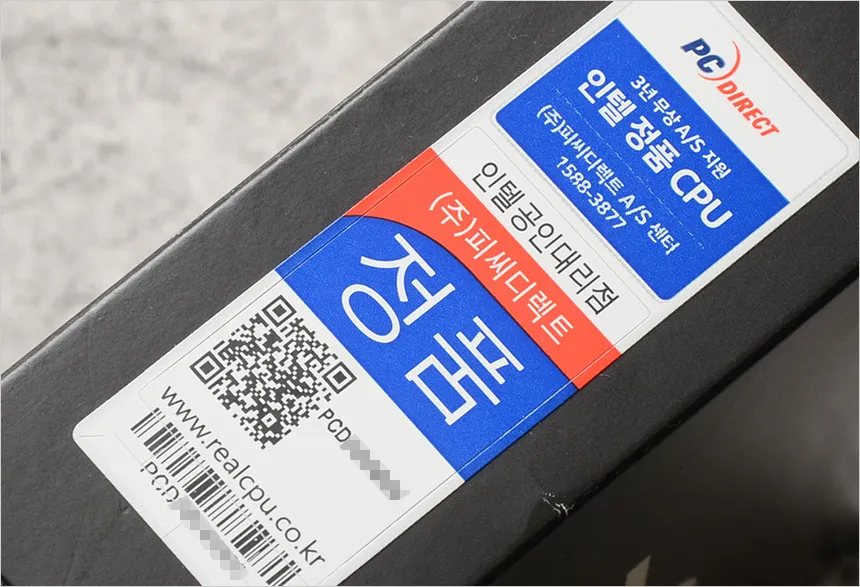 PC DIRECT
3년 무상 A/S 지원
인텔 정품 CPU
(주)피씨디렉트 A/S 센터
1588-3877
인텔공인대리점
(주)피씨디렉트
정품
PCD
www.realcpu.co.kr
PCD